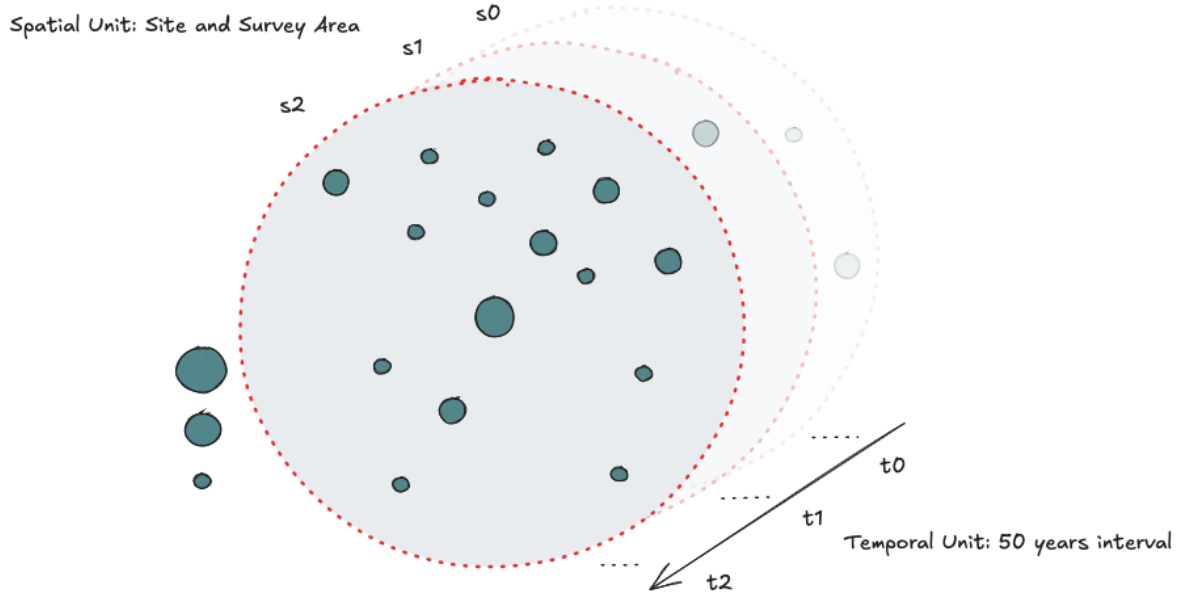 Spatial Unit: Site and Survey Area
s0
s1
s2
t0
t1
Temporal Unit: 50 years interval
t2